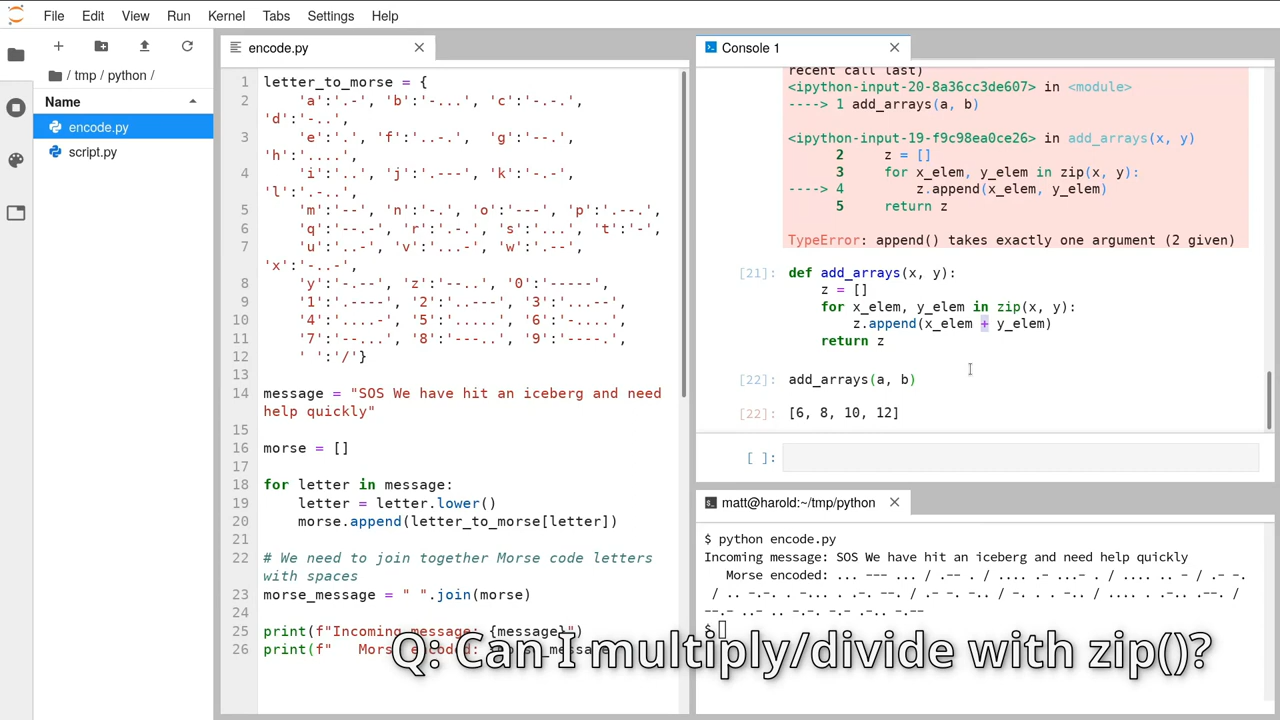 File Edit View Run Kernel Tabs Settings Help
/ tmp / python /
Name
encode.py
script.py
encode.py
1 letter_to_morse = {
2 'a':'.-', 'b':'-...', 'c':'-.-.',
'd':'-..',
3 'e':'.', 'f':'..-.', 'g':'--.',
'h':'....',
4 'i':'..', 'j':'.---', 'k':'-.-',
'l':'.-..',
5 'm':'--', 'n':'-.', 'o':'---', 'p':'.--.',
6 'q':'--.-', 'r':'.-.', 's':'...', 't':'-',
7 'u':'..-', 'v':'...-', 'w':'.--',
'x':'-..-',
8 'y':'-.--', 'z':'--..', '0':'-----',
9 '1':'.----', '2':'..---', '3':'...--',
10 '4':'....-', '5':'.....', '6':'-....',
11 '7':'--...', '8':'---..', '9':'----.',
12 ' ':'/'}
13
14 message = "SOS We have hit an iceberg and need
help quickly"
15
16 morse = []
17
18 for letter in message:
19 letter = letter.lower()
20 morse.append(letter_to_morse[letter])
21
22 # We need to join together Morse code letters
with spaces
23 morse_message = " ".join(morse)
24
25 print(f"Incoming message: {message}")
26 print(f" Mors
Console 1
recent call last)
<ipython-input-20-8a36cc3de607> in <module>
----> 1 add_arrays(a, b)
<ipython-input-19-f9c98ea0ce26> in add_arrays(x, y)
2 z = []
3 for x_elem, y_elem in zip(x, y):
----> 4 z.append(x_elem, y_elem)
5 return z
TypeError: append() takes exactly one argument (2 given)
[21]: def add_arrays(x, y):
z = []
for x_elem, y_elem in zip(x, y):
z.append(x_elem + y_elem)
return z
[22]: add_arrays(a, b)
[22]: [6, 8, 10, 12]
[ ]:
matt@harold:~/tmp/python
$ python encode.py
Incoming message: SOS We have hit an iceberg and need help quickly
Morse encoded: ... --- ... / .-- . / .... .- ...- . / .... .. - / .- -.
/ .. -.-. . -... . .-. --. / .- -. -.. / -. . . -.. / .... . .-.. .--. /
--.- ..- .. -.-. -.- .-.. -.--
$
Q: Can I multiply/divide with zip()?